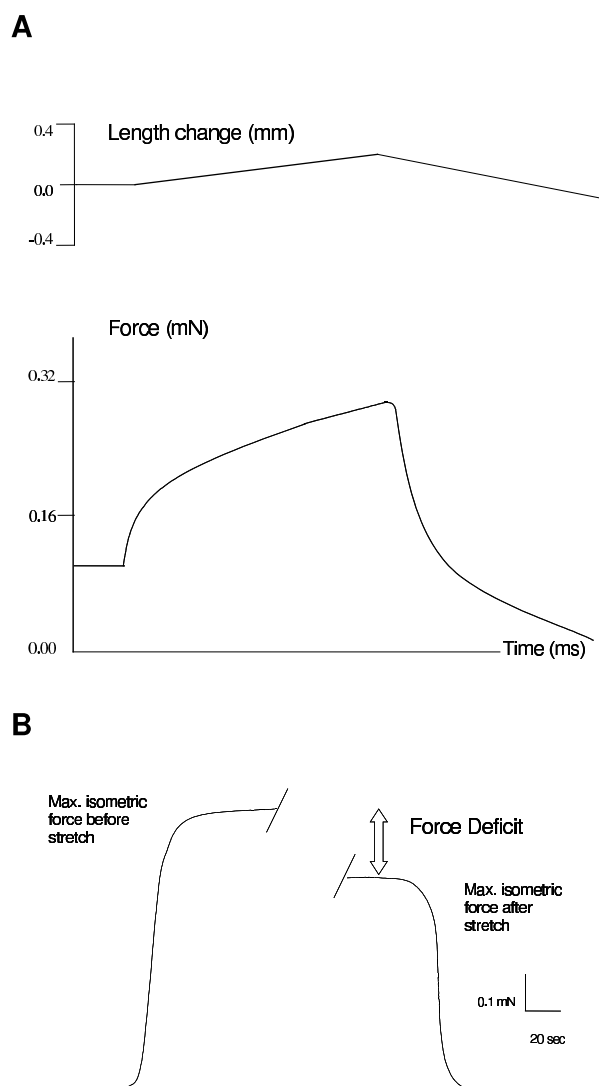 A
Length change (mm)
0.4
0.0
-0.4
Force (mN)
0.32
0.16
0.00
Time (ms)
B
Max. isometric
force before
stretch
Force Deficit
Max. isometric
force after
stretch
0.1 mN
20 sec